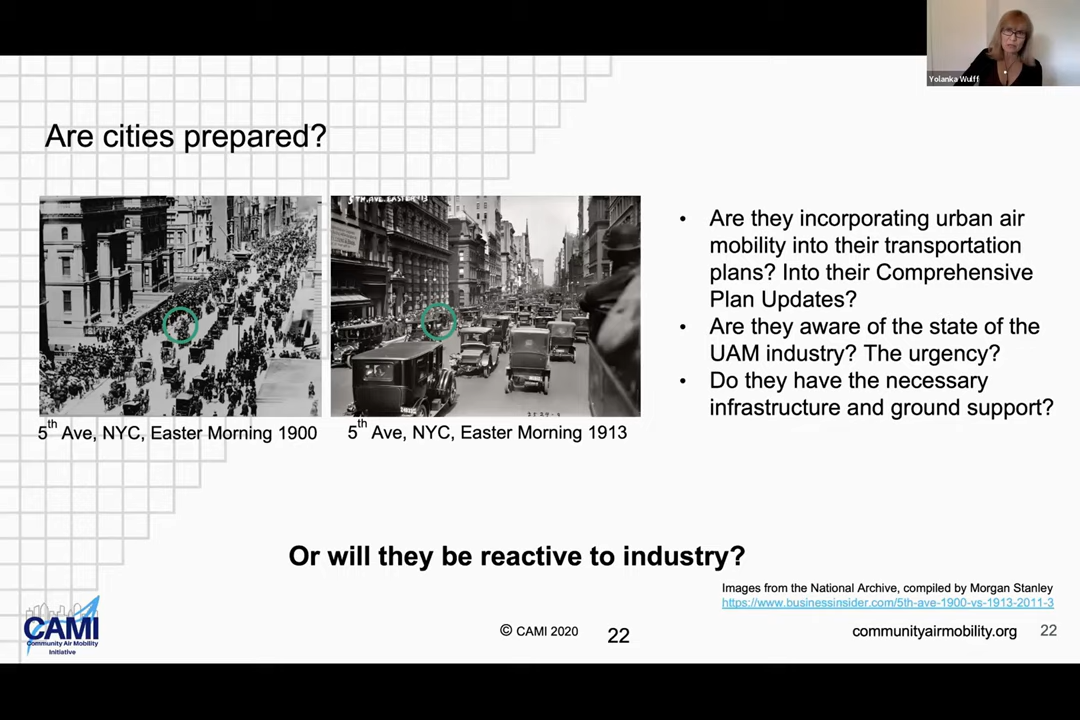 Yolanka Wulff
Are cities prepared?
5TH. AVE. EASTER '13
5th Ave, NYC, Easter Morning 1900
5th Ave, NYC, Easter Morning 1913
• Are they incorporating urban air
mobility into their transportation
plans? Into their Comprehensive
Plan Updates?
• Are they aware of the state of the
UAM industry? The urgency?
• Do they have the necessary
infrastructure and ground support?
Or will they be reactive to industry?
Images from the National Archive, compiled by Morgan Stanley
https://www.businessinsider.com/5th-ave-1900-vs-1913-2011-3
CAMI
Community Air Mobility
Initiative
© CAMI 2020
22
communityairmobility.org
22